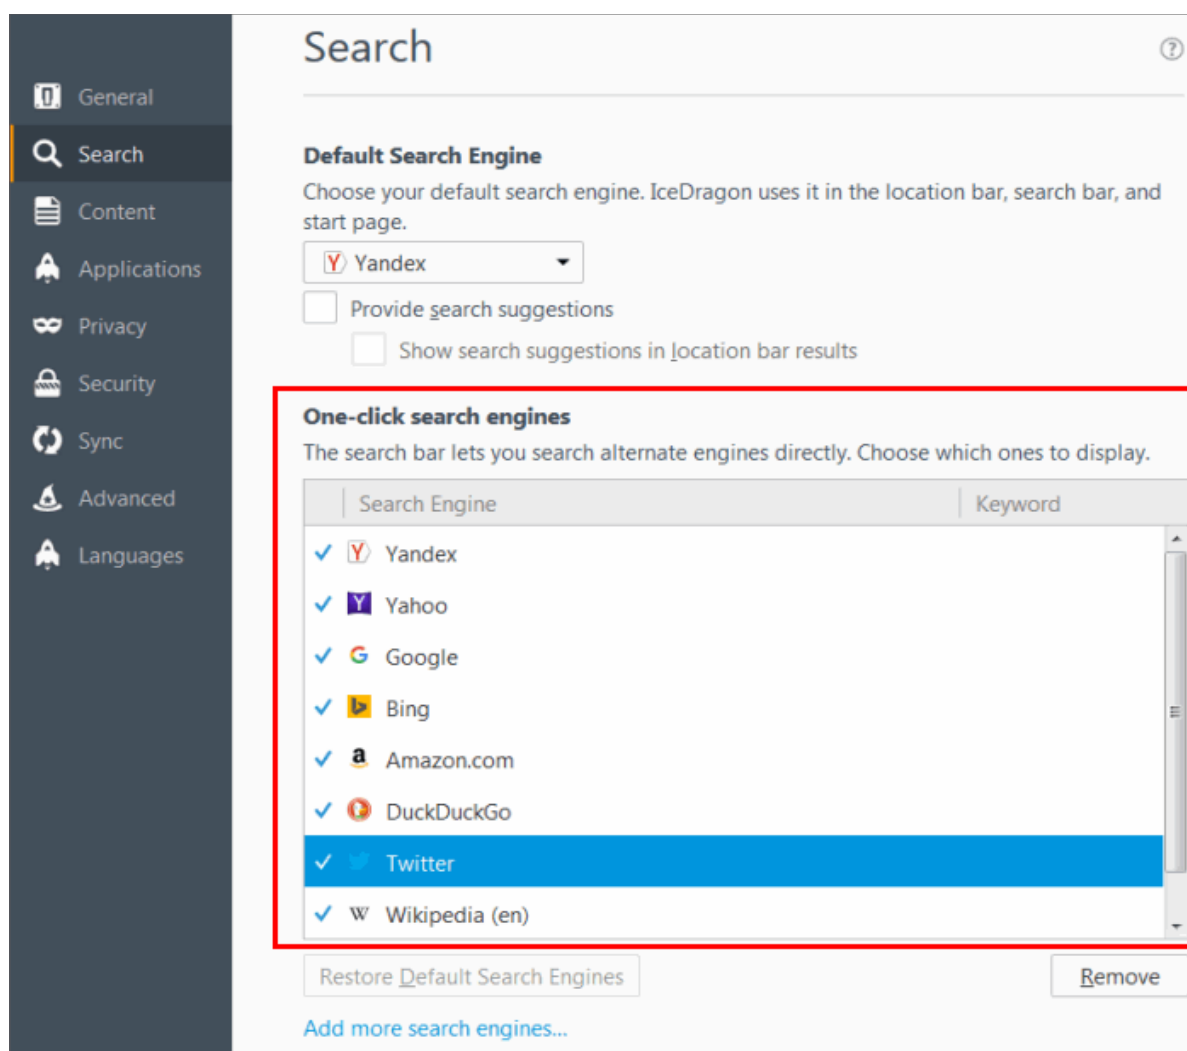 Search
General
Search
Content
Applications
Privacy
Security
Sync
Advanced
Languages
Default Search Engine
Choose your default search engine. IceDragon uses it in the location bar, search bar, and
start page.
Yandex
Provide search suggestions
Show search suggestions in location bar results
One-click search engines
The search bar lets you search alternate engines directly. Choose which ones to display.
Search Engine Keyword
Yandex
Yahoo
Google
Bing
Amazon.com
DuckDuckGo
Twitter
Wikipedia (en)
Restore Default Search Engines
Remove
Add more search engines...